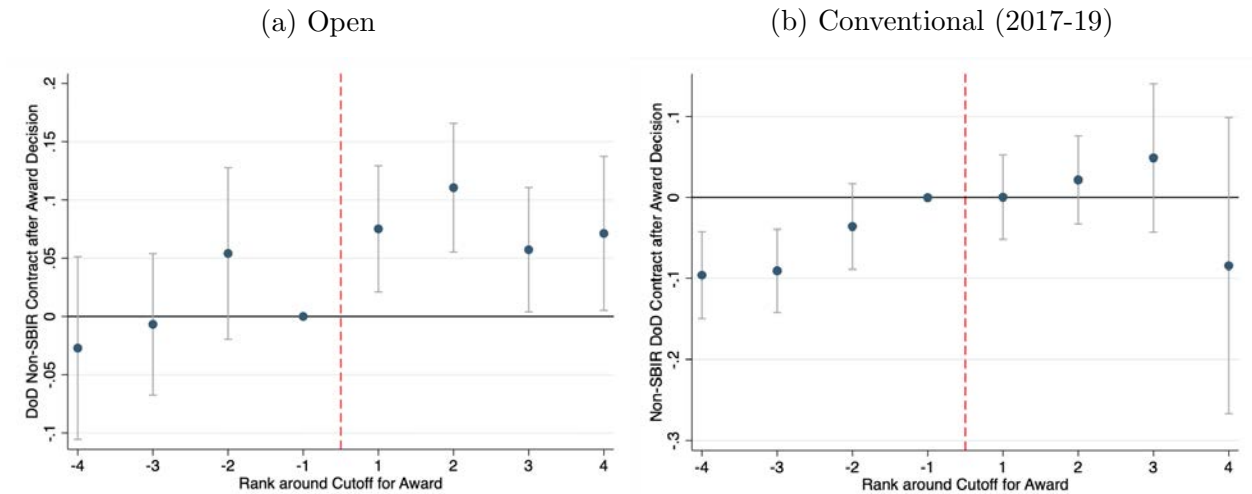 (a) Open
DoD Non-SBIR Contract after Award Decision
.2
.15
.1
.05
0
-.05
-.1
-4 -3 -2 -1 1 2 3 4
Rank around Cutoff for Award
(b) Conventional (2017-19)
Non-SBIR DoD Contract after Award Decision
.1
0
-.1
-.2
-.3
-4 -3 -2 -1 1 2 3 4
Rank around Cutoff for Award